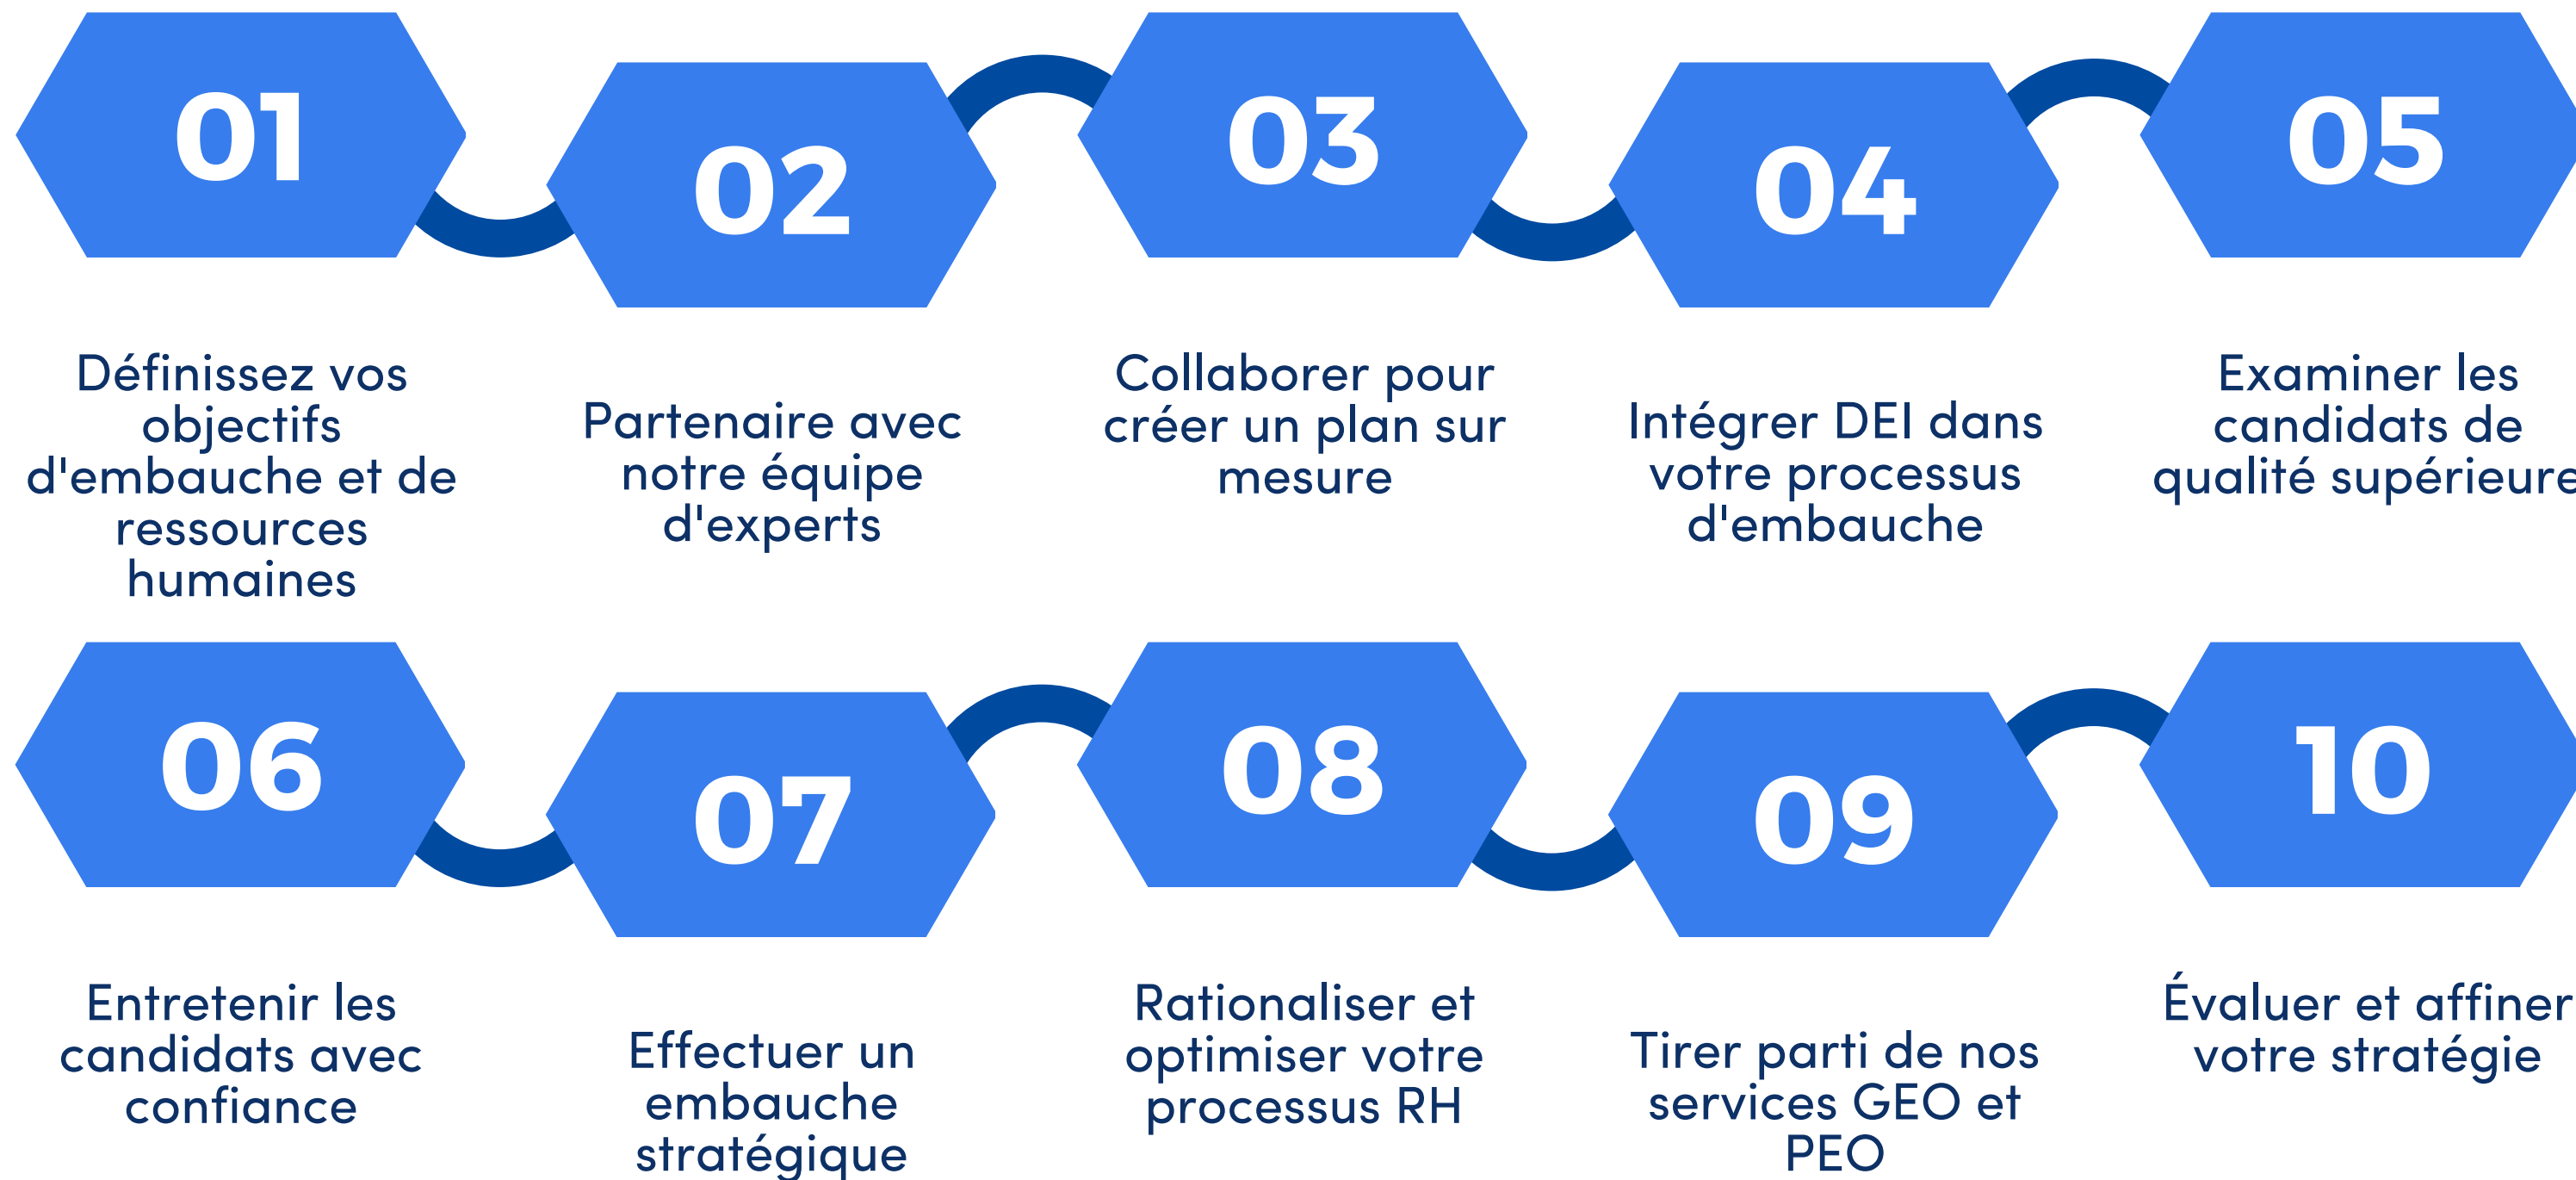 01
Définissez vos
objectifs
d'embauche et de
ressources
humaines
02
Partenaire avec
notre équipe
d'experts
03
Collaborer pour
créer un plan sur
mesure
04
Intégrer DEI dans
votre processus
d'embauche
05
Examiner les
candidats de
qualité supérieure
06
Entretenir les
candidats avec
confiance
07
Effectuer un
embauche
stratégique
08
Rationaliser et
optimiser votre
processus RH
09
Tirer parti de nos
services GEO et
PEO
10
Évaluer et affiner
votre stratégie